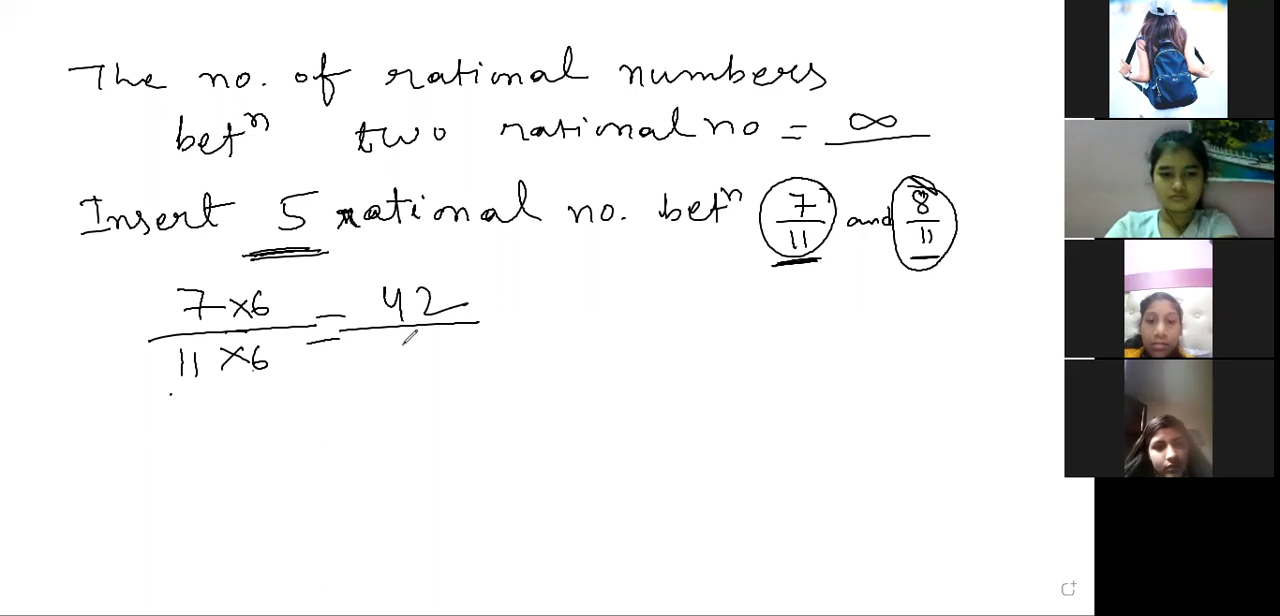 The no. of rational numbers
betⁿ two rational no = ∞
Insert 5 rational no. betⁿ 7/11 and 8/11
7×6/11×6 = 42/